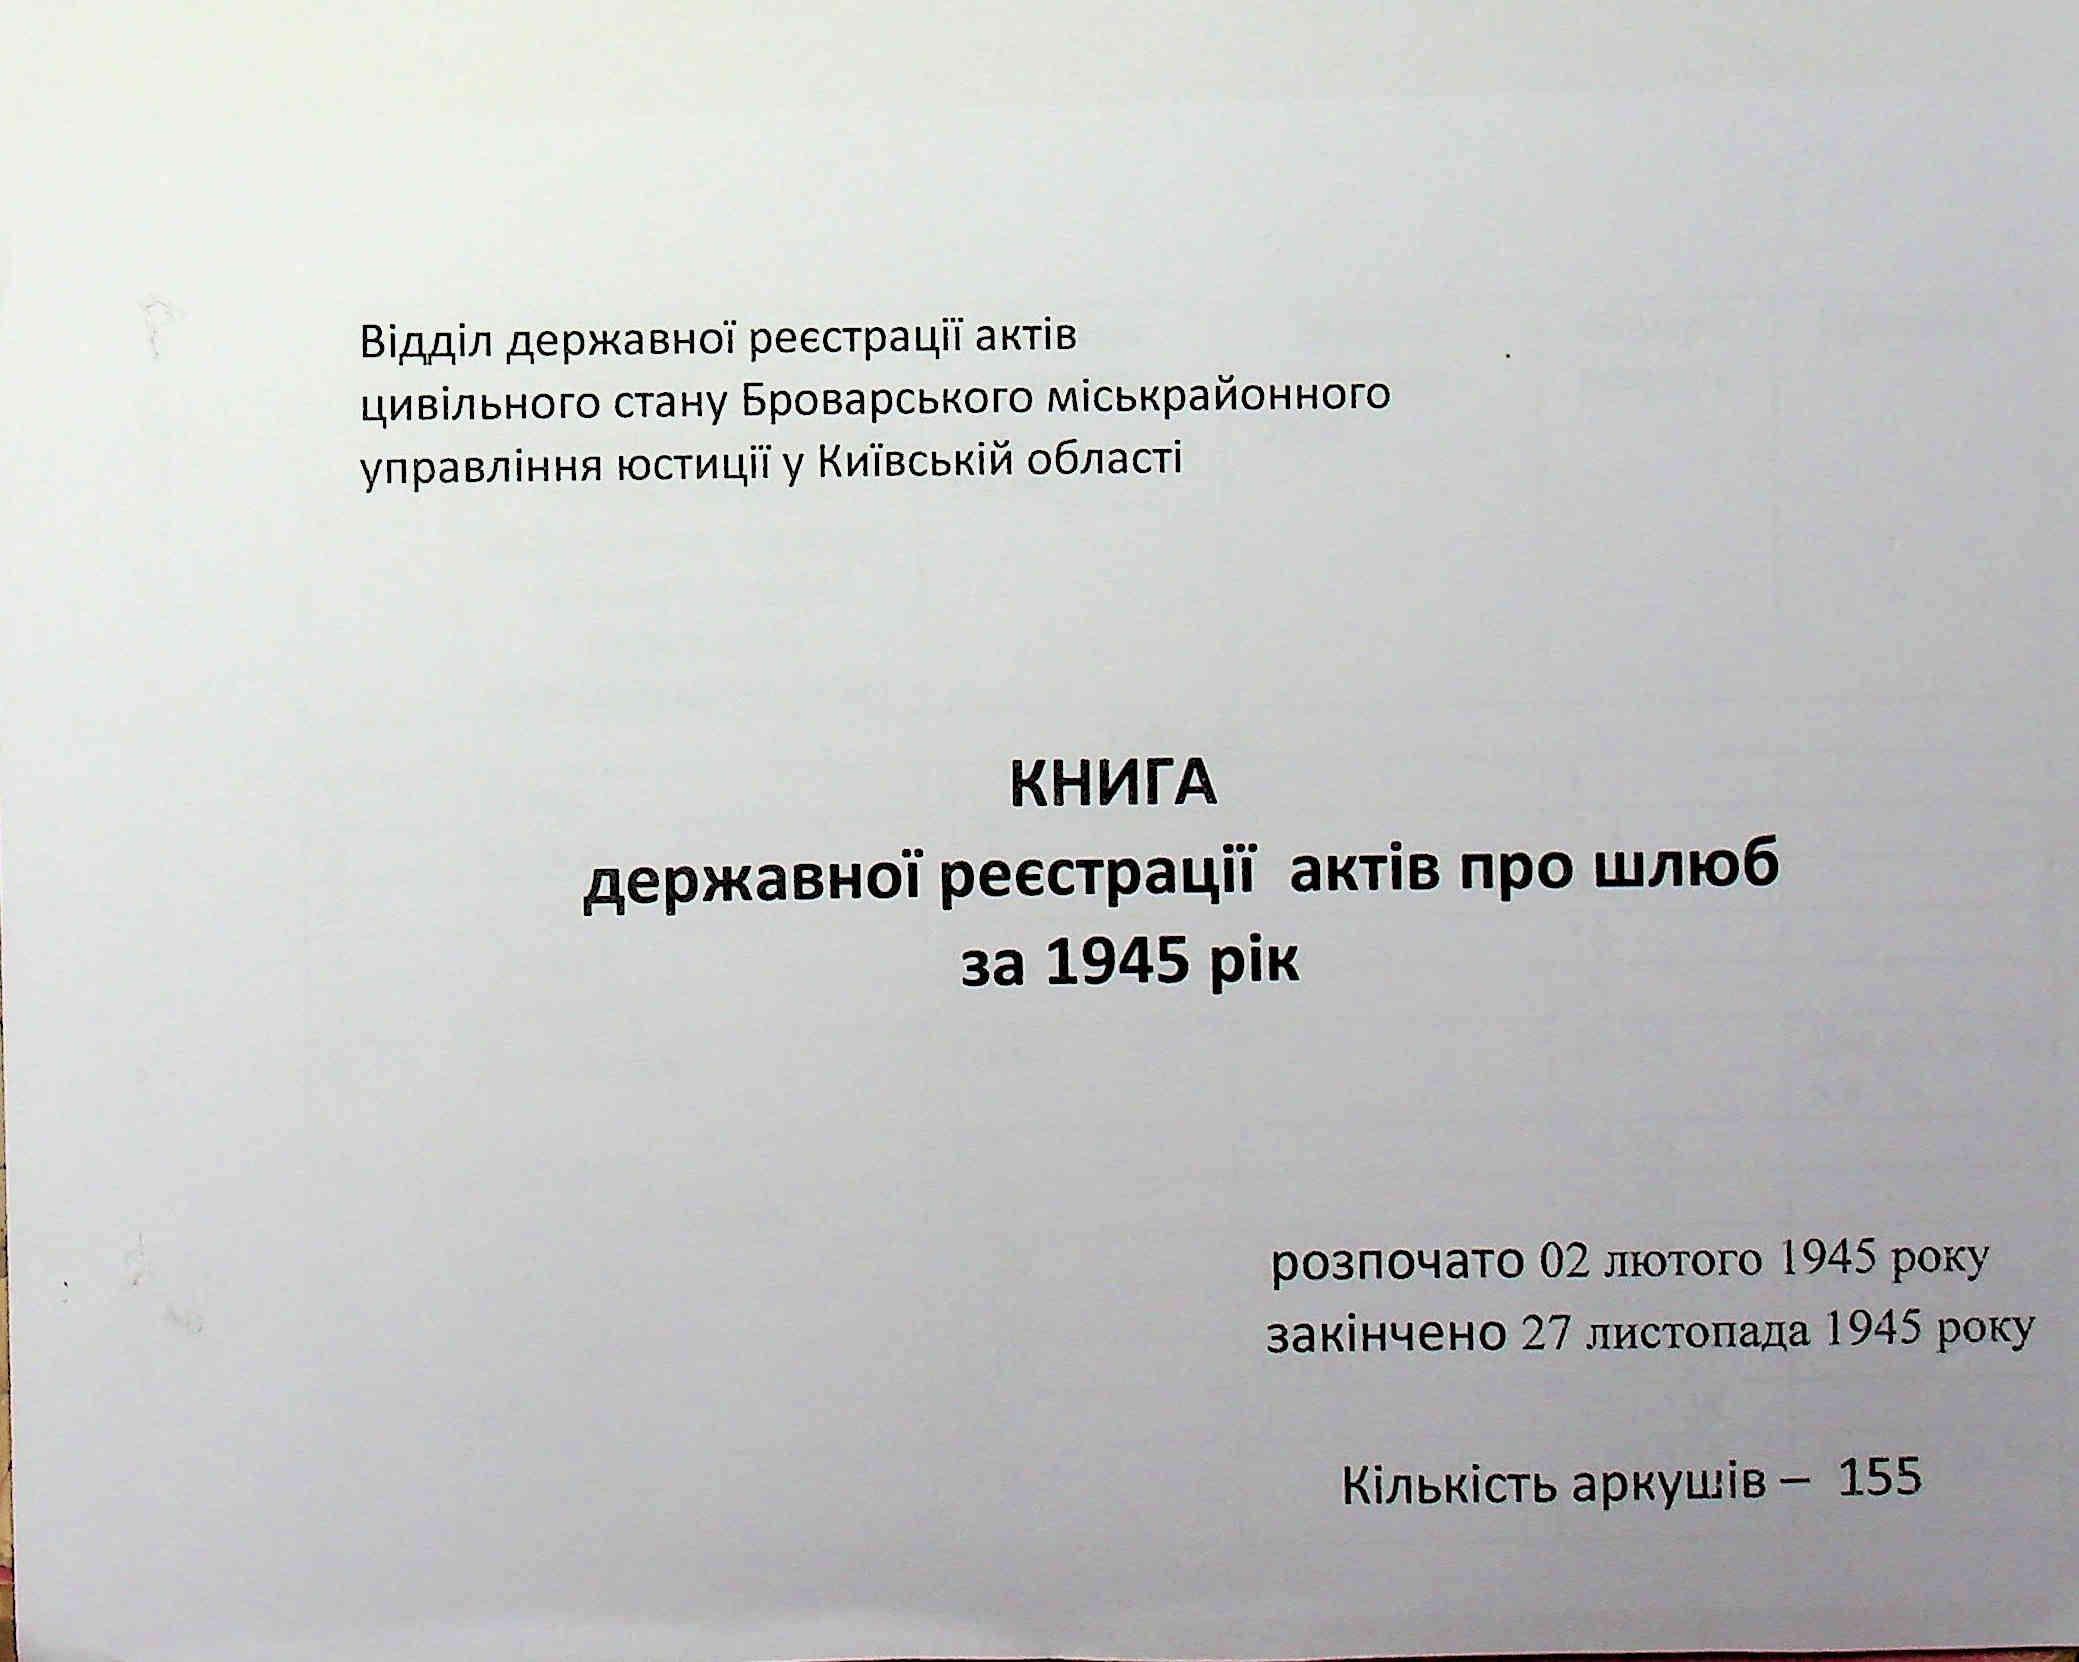 Відділ державної реєстрації актів
цивільного стану Броварського міськрайонного
управління юстиції у Київській області
КНИГА
державної реєстрації актів про шлюб
за 1945 рік
розпочато 02 лютого 1945 року
закінчено 27 листопада 1945 року
Кількість аркушів – 155